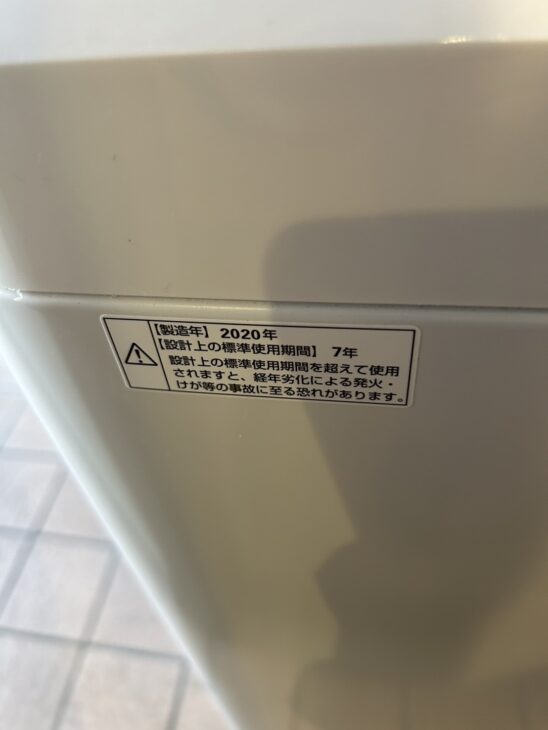 【製造年】 2020年
【設計上の標準使用期間】 7年
設計上の標準使用期間を超えて使用
されますと、経年劣化による発火・
けが等の事故に至る恐れがあります。